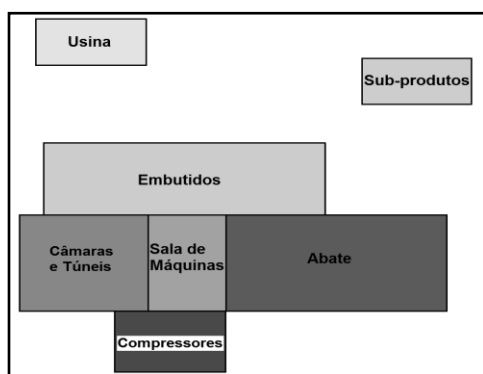 Usina
Sub-produtos
Embutidos
Câmaras
e Túneis
Sala de
Máquinas
Abate
Compressores